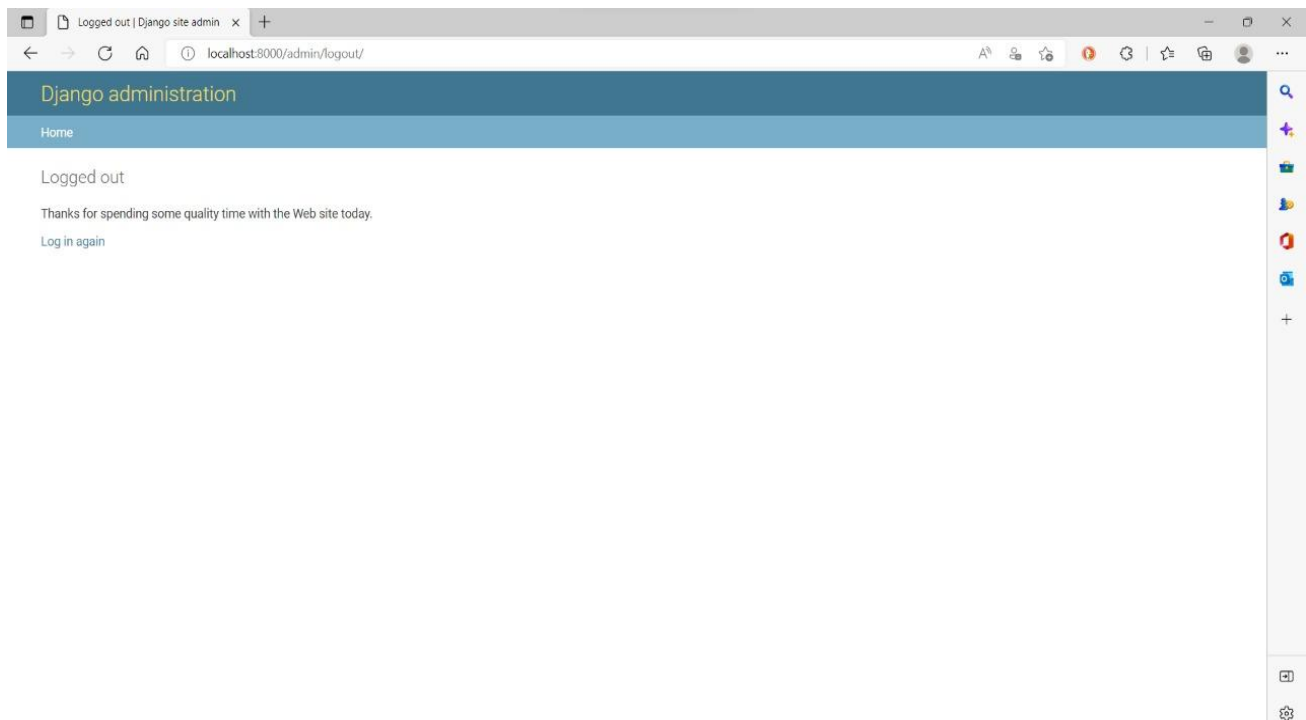 Logged out | Django site admin
localhost:8000/admin/logout/
Django administration
Home
Logged out
Thanks for spending some quality time with the Web site today.
Log in again